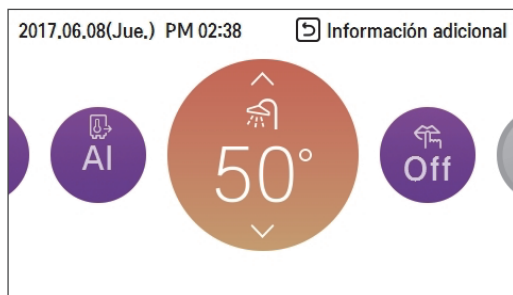 2017.06.08(Jue.) PM 02:38
Información adicional
AI
50°
Off